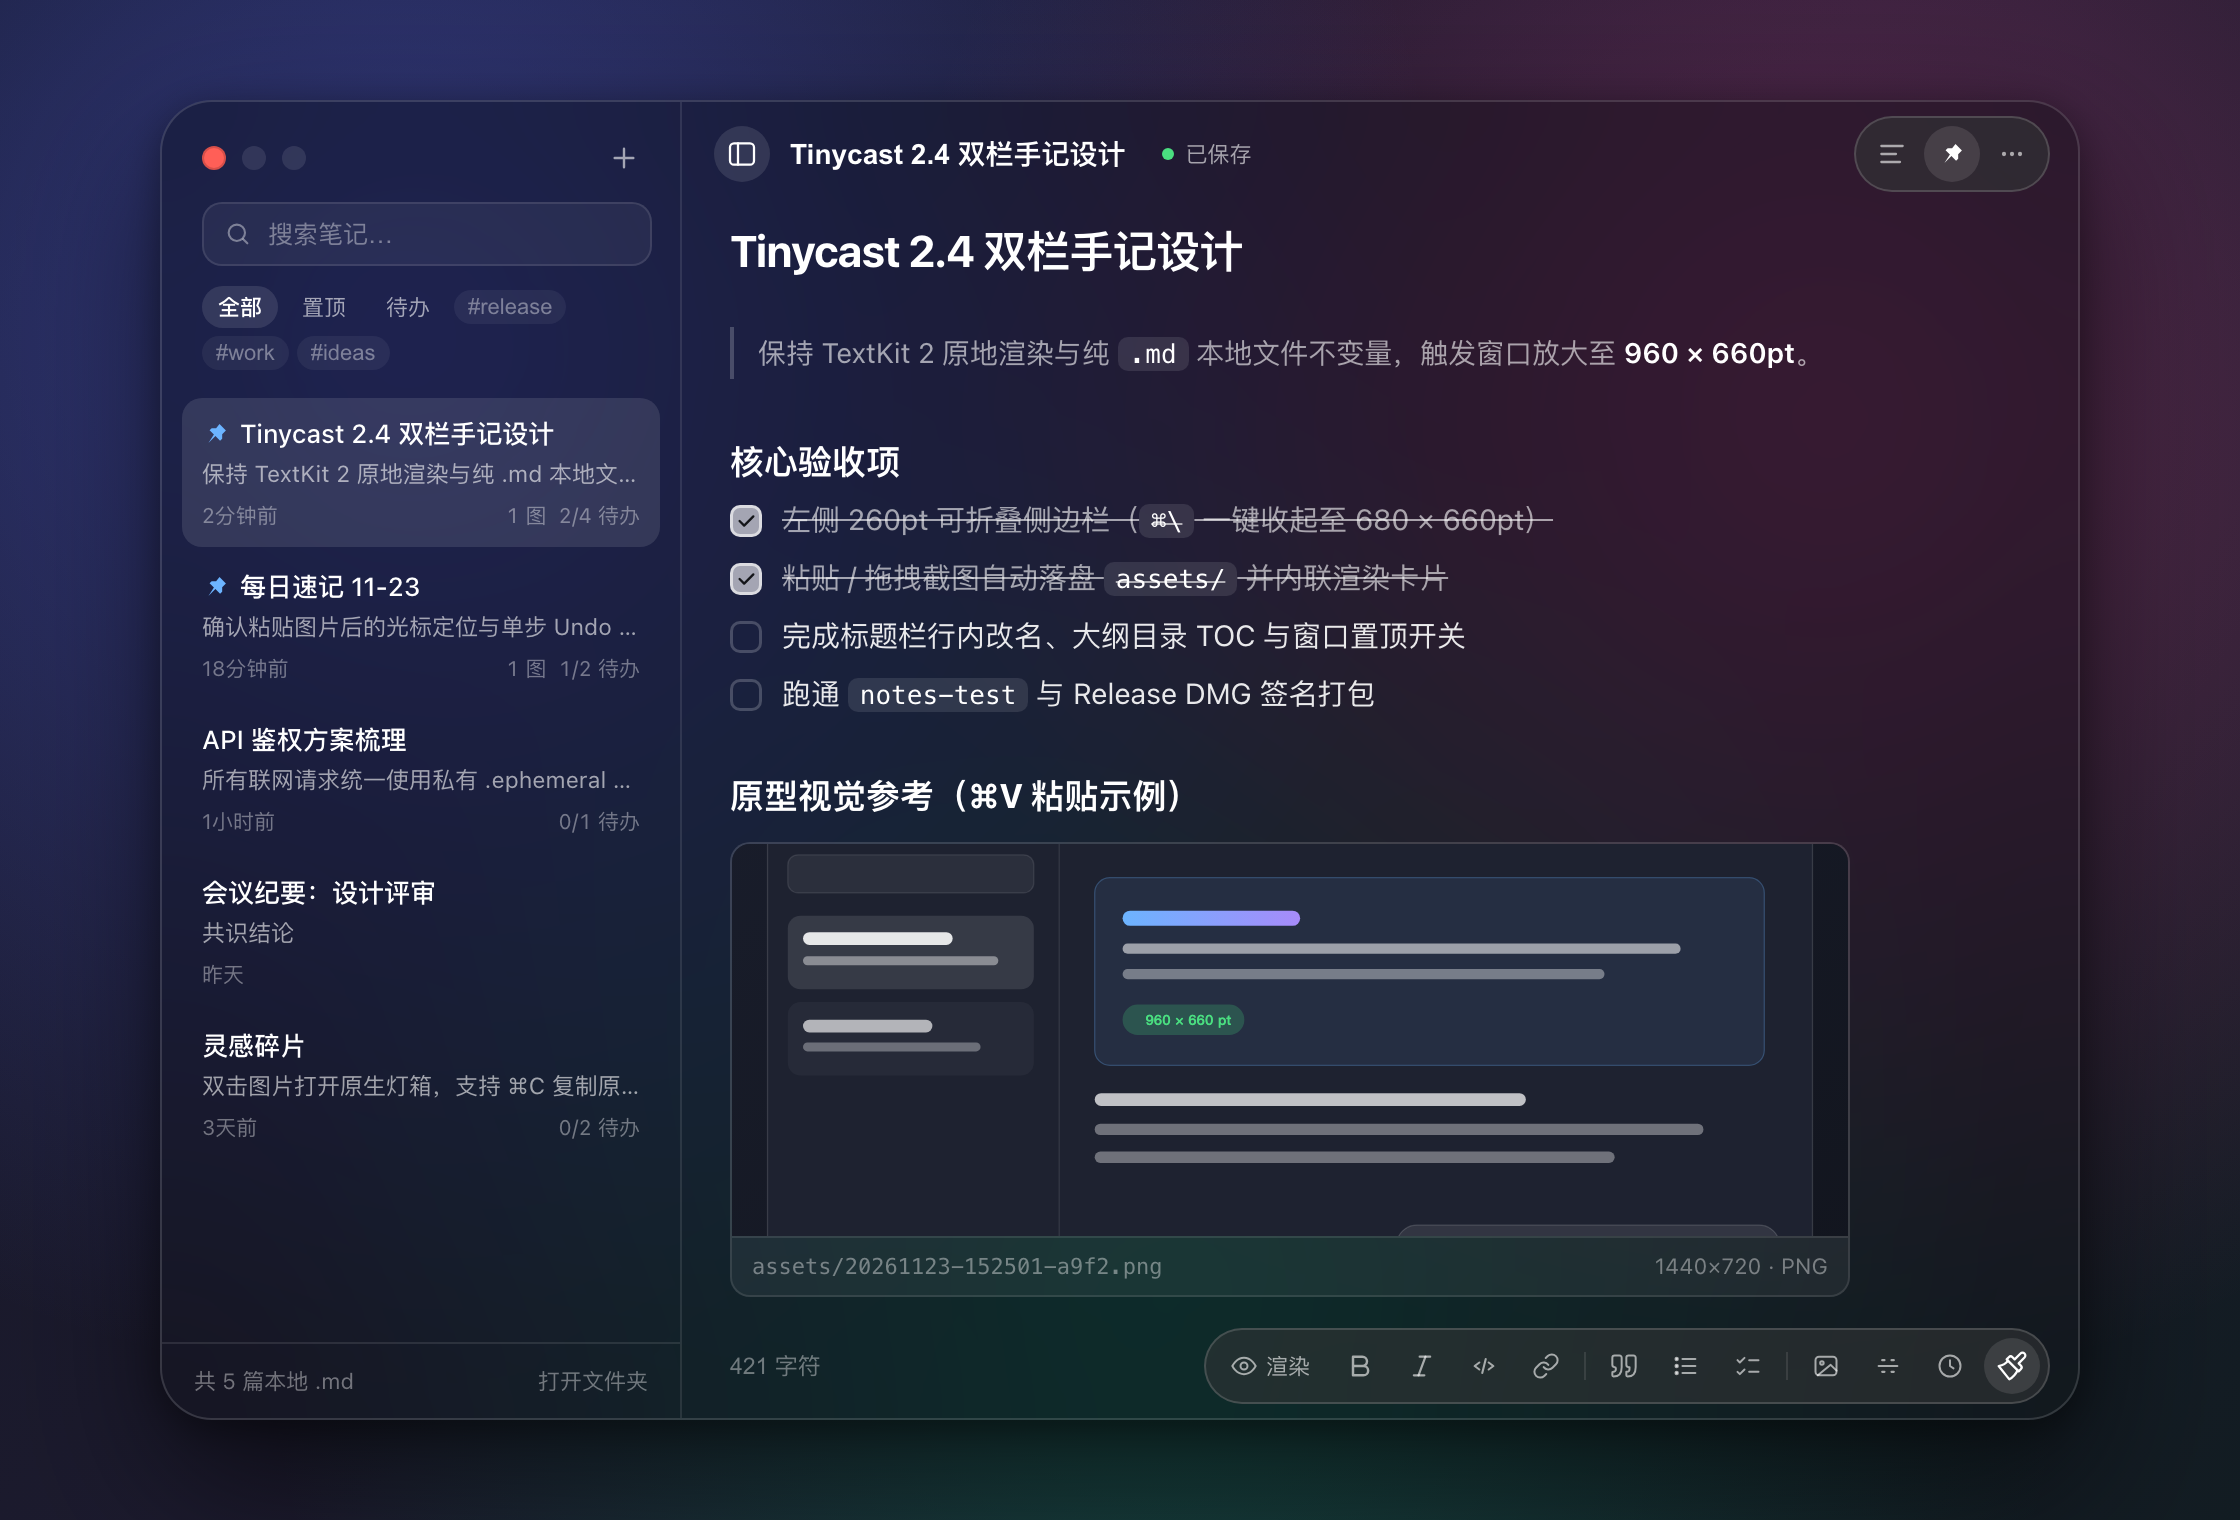 搜索笔记…
全部 置顶 待办 #release
#work #ideas
Tinycast 2.4 双栏手记设计
保持 TextKit 2 原地渲染与纯 .md 本地文...
2分钟前 1 图 2/4 待办
每日速记 11-23
确认粘贴图片后的光标定位与单步 Undo ...
18分钟前 1 图 1/2 待办
API 鉴权方案梳理
所有联网请求统一使用私有 .ephemeral ...
1小时前 0/1 待办
会议纪要：设计评审
共识结论
昨天
灵感碎片
双击图片打开原生灯箱，支持 ⌘C 复制原...
3天前 0/2 待办
共 5 篇本地 .md 打开文件夹
Tinycast 2.4 双栏手记设计 已保存
Tinycast 2.4 双栏手记设计
保持 TextKit 2 原地渲染与纯 .md 本地文件不变量，触发窗口放大至 960 × 660pt。
核心验收项
左侧 260pt 可折叠侧边栏（⌘\ 一键收起至 680 × 660pt）
粘贴 / 拖拽截图自动落盘 assets/ 并内联渲染卡片
完成标题栏行内改名、大纲目录 TOC 与窗口置顶开关
跑通 notes-test 与 Release DMG 签名打包
原型视觉参考（⌘V 粘贴示例）
960 × 660 pt
assets/20261123-152501-a9f2.png 1440×720 · PNG
421 字符 渲染